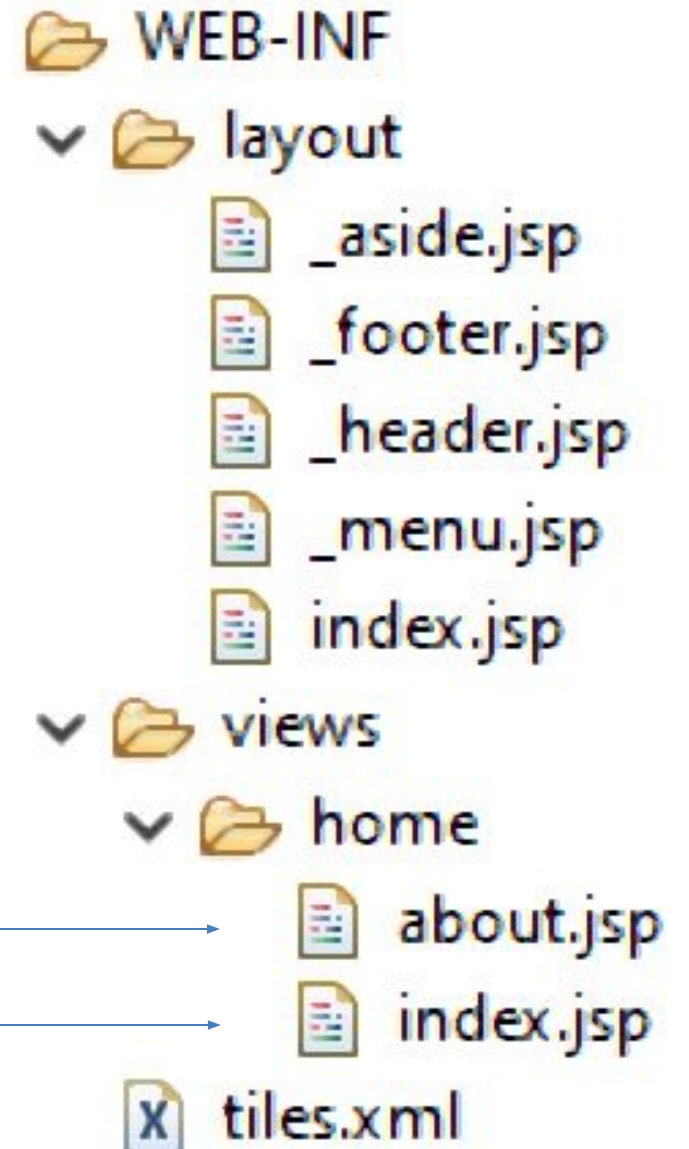 WEB-INF
layout
_aside.jsp
_footer.jsp
_header.jsp
_menu.jsp
index.jsp
views
home
about.jsp
index.jsp
X
tiles.xml